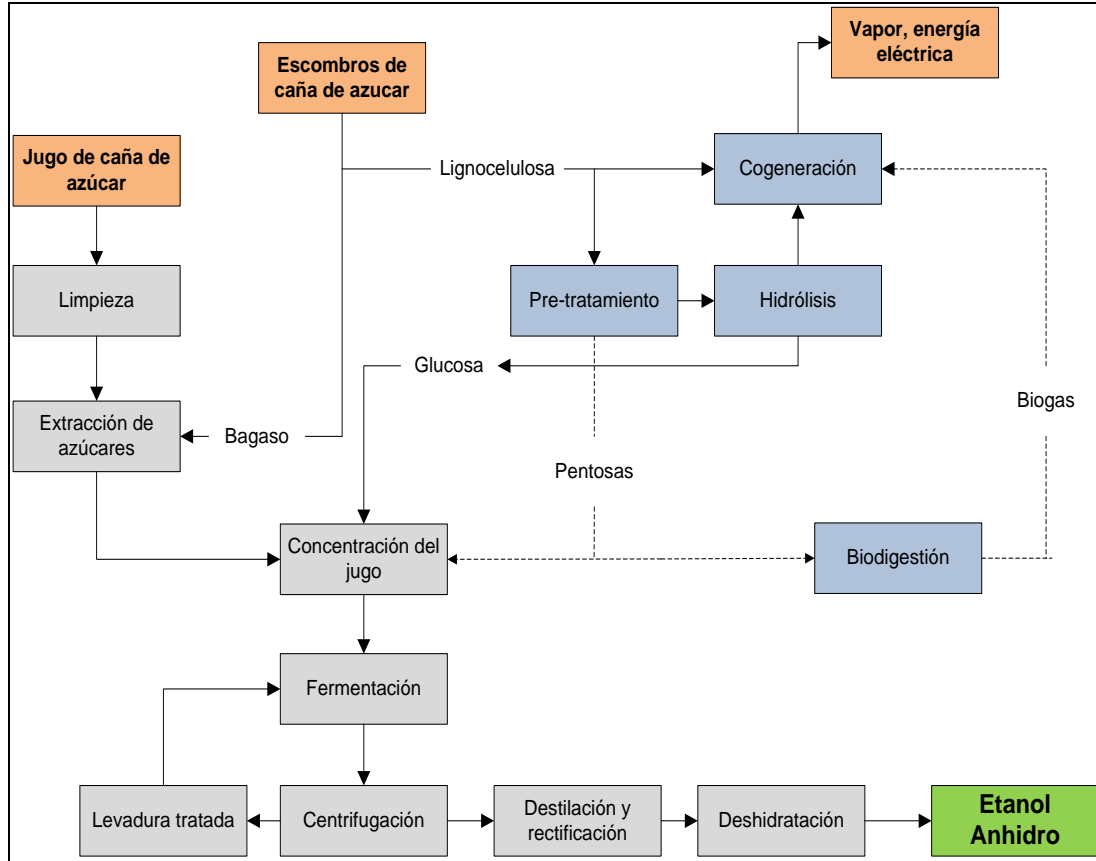 Vapor, energía
eléctrica
Escombros de
caña de azucar
Jugo de caña de
azúcar
Lignocelulosa
Cogeneración
Limpieza
Pre-tratamiento
Hidrólisis
Glucosa
Biogas
Extracción de
azúcares
Bagaso
Pentosas
Concentración del
jugo
Biodigestión
Fermentación
Levadura tratada
Centrifugación
Destilación y
rectificación
Deshidratación
Etanol
Anhidro